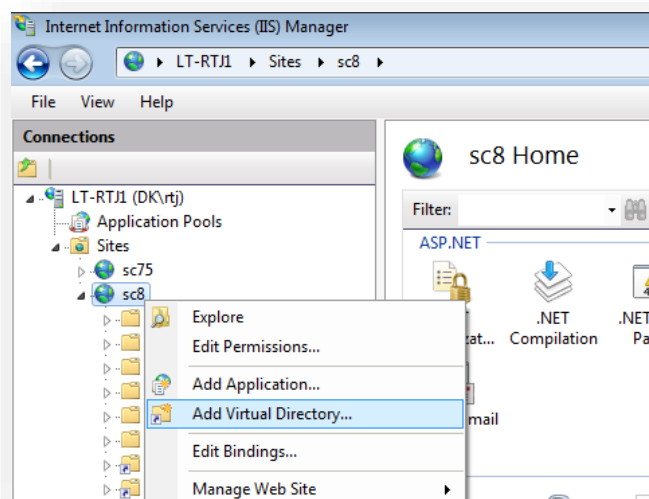 Internet Information Services (IIS) Manager
LT-RTJ1 Sites sc8
File View Help
Connections
sc8 Home
LT-RTJ1 (DK\rtj)
Filter:
Application Pools
ASP.NET
Sites
sc75
sc8
Explore
.NET
.NET
Edit Permissions...
Compilation
Add Application...
Add Virtual Directory...
mail
Edit Bindings...
Manage Web Site